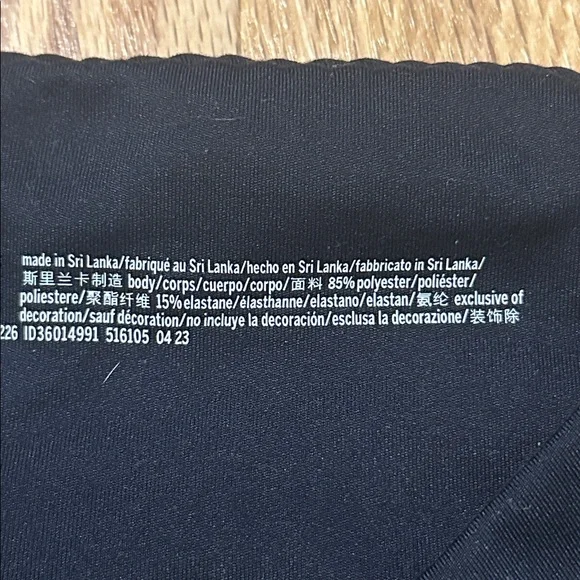 made in Sri Lanka/fabriqué au Sri Lanka/hecho en Sri Lanka/fabbricato in Sri Lanka/
斯里兰卡制造 body/corps/cuerpo/corpo/面料 85% polyester/poliéster/
poliestere/聚酯纤维 15% elastane/élasthanne/elastano/elastan/氨纶 exclusive of
decoration/sauf décoration/no incluye la decoración/esclusa la decorazione/装饰除
226 ID36014991 516105 04 23